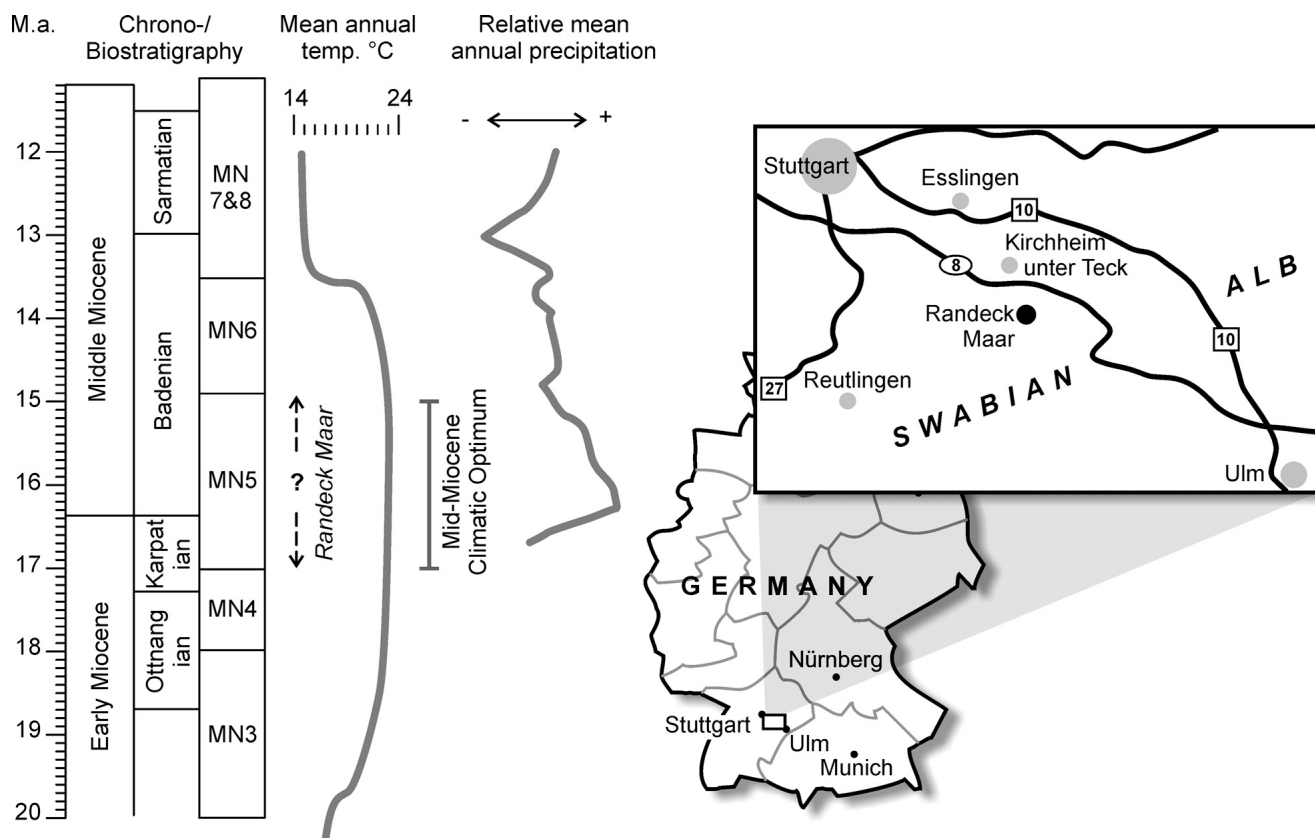 M.a.
Chrono-/
Biostratigraphy
Mean annual
temp. °C
Relative mean
annual precipitation
14
24
-
+
12
13
14
15
16
17
18
19
20
Middle Miocene
Early Miocene
Sarmatian
Badenian
Karpat
ian
Ottnang
ian
MN
7&8
MN6
MN5
MN4
MN3
?
Randeck Maar
Mid-Miocene
Climatic Optimum
Stuttgart
Esslingen
10
Kirchheim
unter Teck
8
ALB
Randeck
Maar
10
27
Reutlingen
SWABIAN
Ulm
GERMANY
Nürnberg
Stuttgart
Ulm
Munich